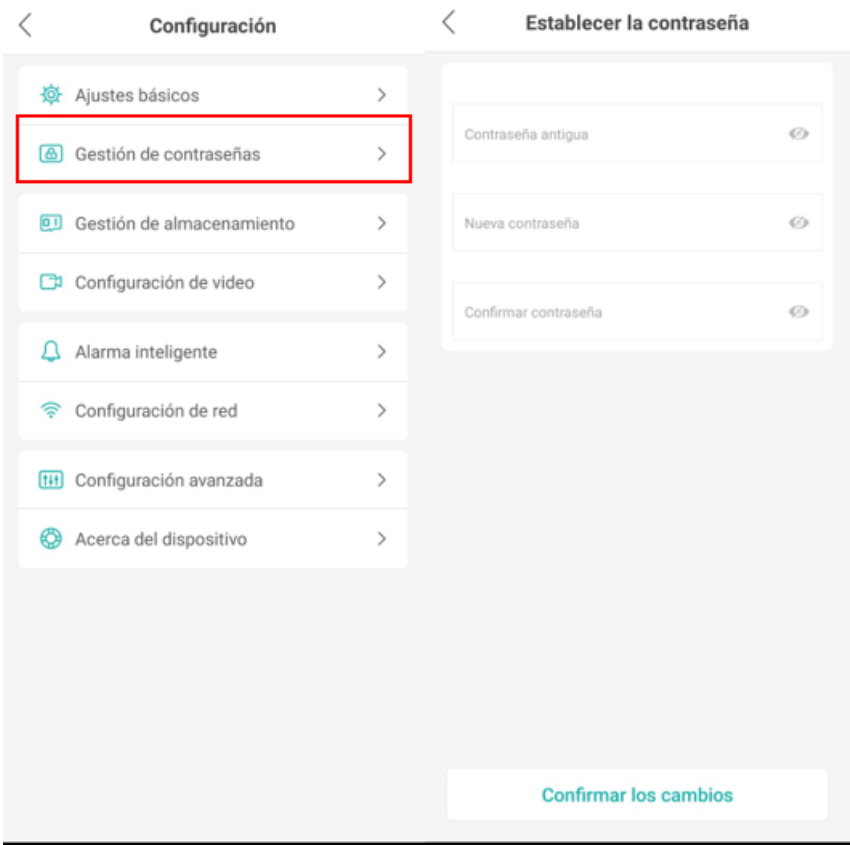 Configuración
Ajustes básicos
Gestión de contraseñas
Gestión de almacenamiento
Configuración de video
Alarma inteligente
Configuración de red
Configuración avanzada
Acerca del dispositivo
Establecer la contraseña
Contraseña antigua
Nueva contraseña
Confirmar contraseña
Confirmar los cambios